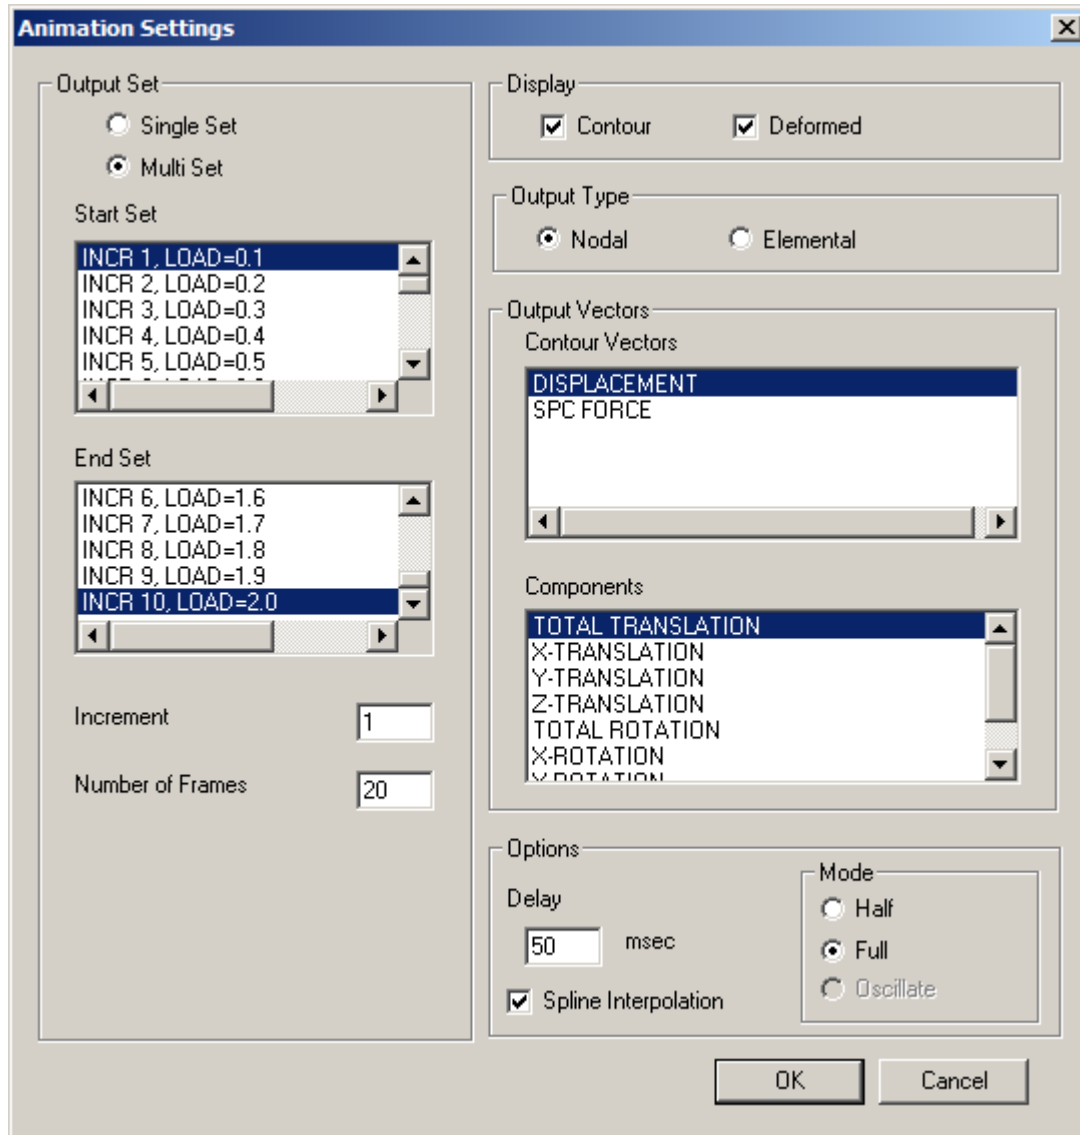 Animation Settings
Output Set
Single Set
Multi Set
Start Set
INCR 1, LOAD=0.1
INCR 2, LOAD=0.2
INCR 3, LOAD=0.3
INCR 4, LOAD=0.4
INCR 5, LOAD=0.5
End Set
INCR 6, LOAD=1.6
INCR 7, LOAD=1.7
INCR 8, LOAD=1.8
INCR 9, LOAD=1.9
INCR 10, LOAD=2.0
Increment
1
Number of Frames
20
Display
Contour
Deformed
Output Type
Nodal
Elemental
Output Vectors
Contour Vectors
DISPLACEMENT
SPC FORCE
Components
TOTAL TRANSLATION
X-TRANSLATION
Y-TRANSLATION
Z-TRANSLATION
TOTAL ROTATION
X-ROTATION
Y-ROTATION
Options
Delay
50 msec
Spline Interpolation
Mode
Half
Full
Oscillate
OK
Cancel